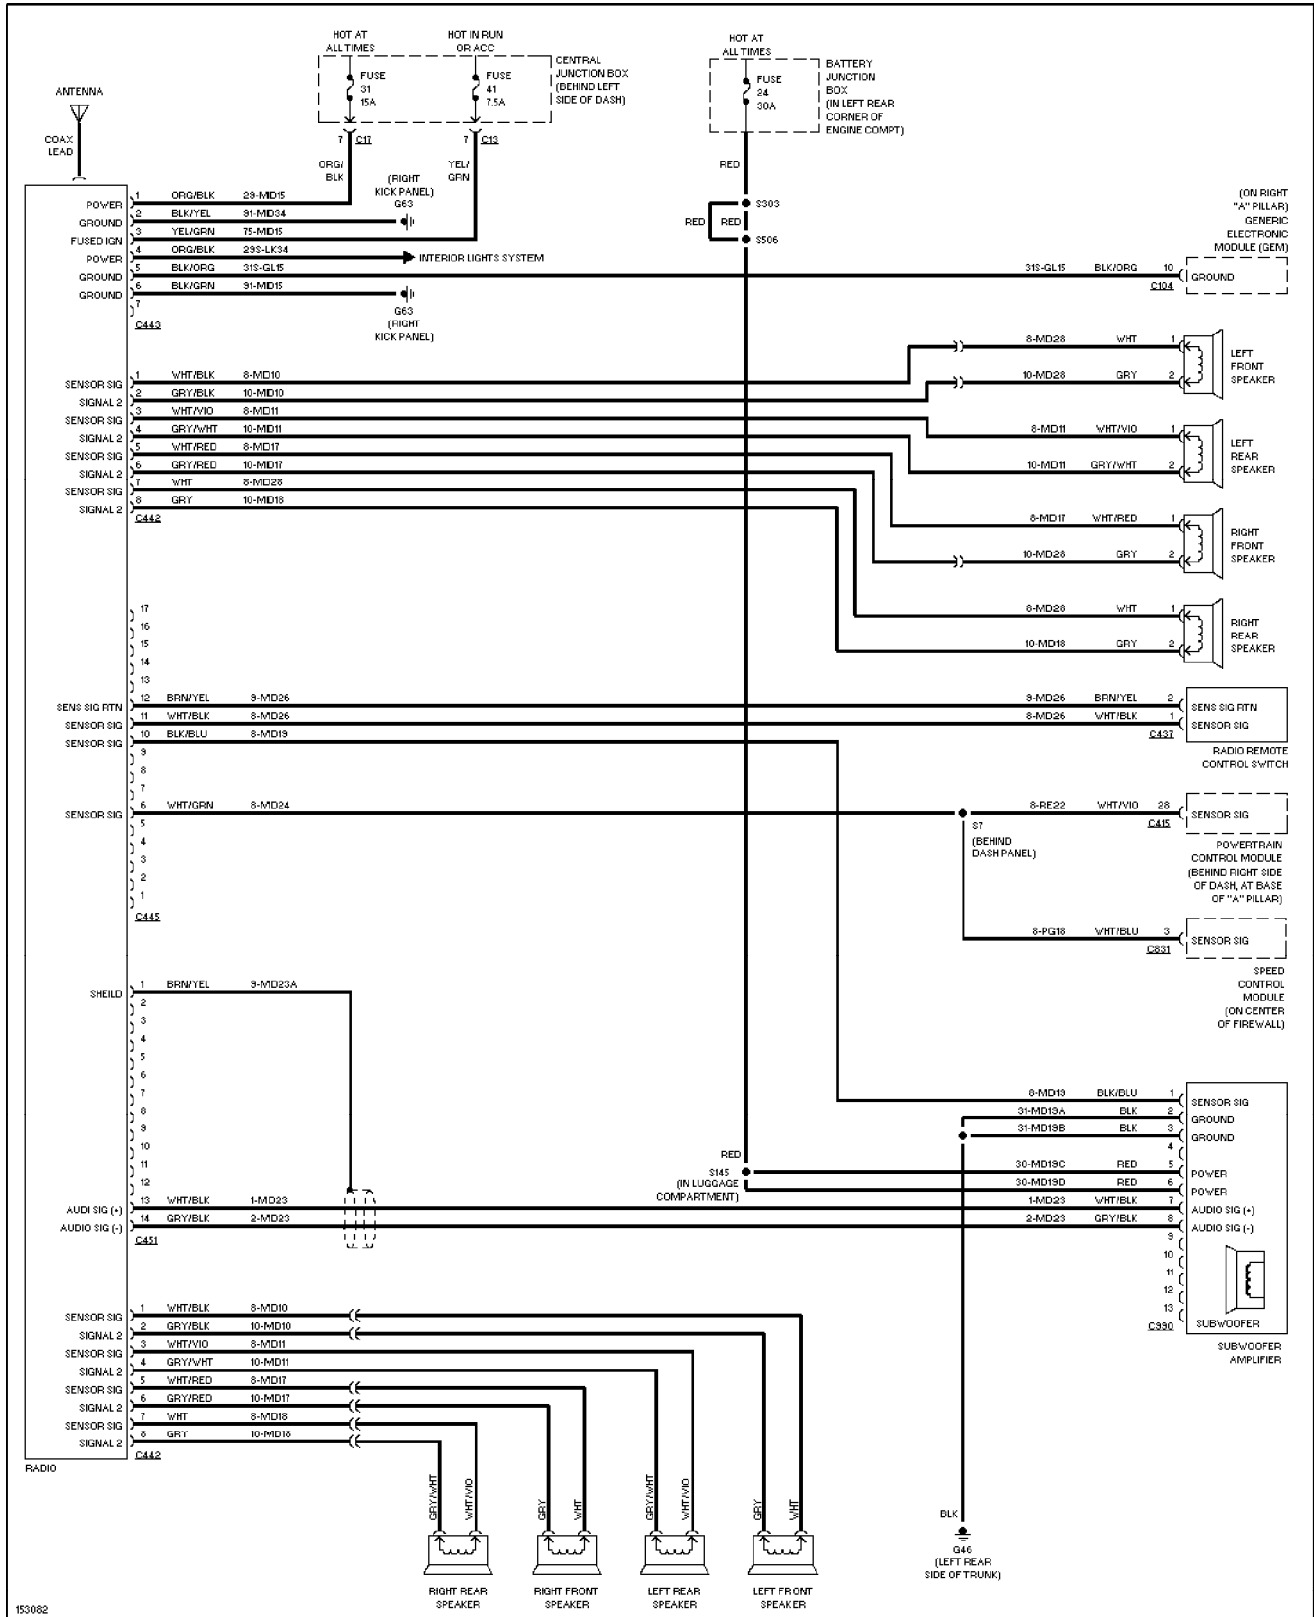 HOT AT
ALL TIMES
HOT IN RUN
OR ACC
HOT AT
ALL TIMES
FUSE
31
15A
FUSE
41
7.5A
CENTRAL
JUNCTION BOX
(BEHIND LEFT
SIDE OF DASH)
FUSE
24
30A
BATTERY
JUNCTION
BOX
(IN LEFT REAR
CORNER OF
ENGINE COMPT)
ANTENNA
COAX
LEAD
7 C17
7 C13
ORG/
BLK
YEL/
GRN
RED
(RIGHT
KICK PANEL)
G63
S303
RED RED
S506
POWER 1 ORG/BLK 29-MD15
GROUND 2 BLK/YEL 91-MD34
FUSED IGN 3 YEL/GRN 75-MD15
POWER 4 ORG/BLK 29S-LK34
INTERIOR LIGHTS SYSTEM
GROUND 5 BLK/ORG 31S-GL15
GROUND 6 BLK/GRN 91-MD15
7
C443
G63
(RIGHT
KICK PANEL)
(ON RIGHT
"A" PILLAR)
GENERIC
ELECTRONIC
MODULE (GEM)
31S-GL15 BLK/ORG 10 GROUND
C104
SENSOR SIG 1 WHT/BLK 8-MD10
SIGNAL 2 2 GRY/BLK 10-MD10
SENSOR SIG 3 WHT/VIO 8-MD11
SIGNAL 2 4 GRY/WHT 10-MD11
SENSOR SIG 5 WHT/RED 8-MD17
SIGNAL 2 6 GRY/RED 10-MD17
SENSOR SIG 7 WHT 8-MD28
SIGNAL 2 8 GRY 10-MD18
C442
8-MD28 WHT 1
10-MD28 GRY 2
LEFT
FRONT
SPEAKER
8-MD11 WHT/VIO 1
10-MD11 GRY/WHT 2
LEFT
REAR
SPEAKER
8-MD17 WHT/RED 1
10-MD28 GRY 2
RIGHT
FRONT
SPEAKER
8-MD28 WHT 1
10-MD18 GRY 2
RIGHT
REAR
SPEAKER
17
16
15
14
13
SENS SIG RTN 12 BRN/YEL 9-MD26
SENSOR SIG 11 WHT/BLK 8-MD26
SENSOR SIG 10 BLK/BLU 8-MD19
9
8
7
SENSOR SIG 6 WHT/GRN 8-MD24
5
4
3
2
1
C445
9-MD26 BRN/YEL 2 SENS SIG RTN
8-MD26 WHT/BLK 1 SENSOR SIG
C437
RADIO REMOTE
CONTROL SWITCH
S7
(BEHIND
DASH PANEL)
8-RE22 WHT/VIO 28 SENSOR SIG
C415
POWERTRAIN
CONTROL MODULE
(BEHIND RIGHT SIDE
OF DASH, AT BASE
OF "A" PILLAR)
8-PG18 WHT/BLU 3 SENSOR SIG
C831
SPEED
CONTROL
MODULE
(ON CENTER
OF FIREWALL)
SHEILD 1 BRN/YEL 9-MD23A
2
3
4
5
6
7
8
9
10
11
12
AUDI SIG (+) 13 WHT/BLK 1-MD23
AUDIO SIG (-) 14 GRY/BLK 2-MD23
C451
RED
S145
(IN LUGGAGE
COMPARTMENT)
8-MD19 BLK/BLU 1 SENSOR SIG
31-MD19A BLK 2 GROUND
31-MD19B BLK 3 GROUND
4
30-MD19C RED 5 POWER
30-MD19D RED 6 POWER
1-MD23 WHT/BLK 7 AUDIO SIG (+)
2-MD23 GRY/BLK 8 AUDIO SIG (-)
9
10
11
12
13
C990
SUBWOOFER
SUBWOOFER
AMPLIFIER
SENSOR SIG 1 WHT/BLK 8-MD10
SIGNAL 2 2 GRY/BLK 10-MD10
SENSOR SIG 3 WHT/VIO 8-MD11
SIGNAL 2 4 GRY/WHT 10-MD11
SENSOR SIG 5 WHT/RED 8-MD17
SIGNAL 2 6 GRY/RED 10-MD17
SENSOR SIG 7 WHT 8-MD18
SIGNAL 2 8 GRY 10-MD18
C442
RADIO
GRY/WHT
WHT/VIO
GRY
WHT
GRY/WHT
WHT/VIO
GRY
WHT
RIGHT REAR
SPEAKER
RIGHT FRONT
SPEAKER
LEFT REAR
SPEAKER
LEFT FRONT
SPEAKER
BLK
G46
(LEFT REAR
SIDE OF TRUNK)
153082